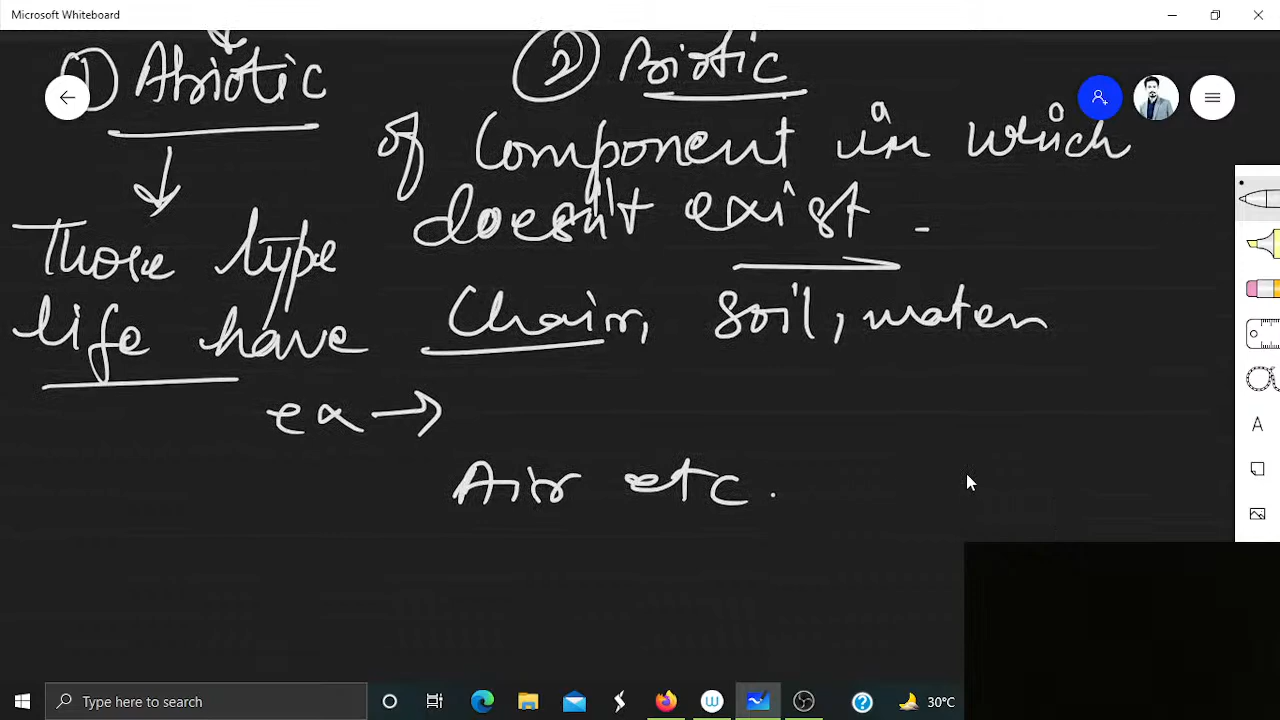 Microsoft Whiteboard
① Abiotic ② Biotic
of component in which
Those type doesn't exist.
life have chair, soil, water
ex →
Air etc.
A
Type here to search
30°C